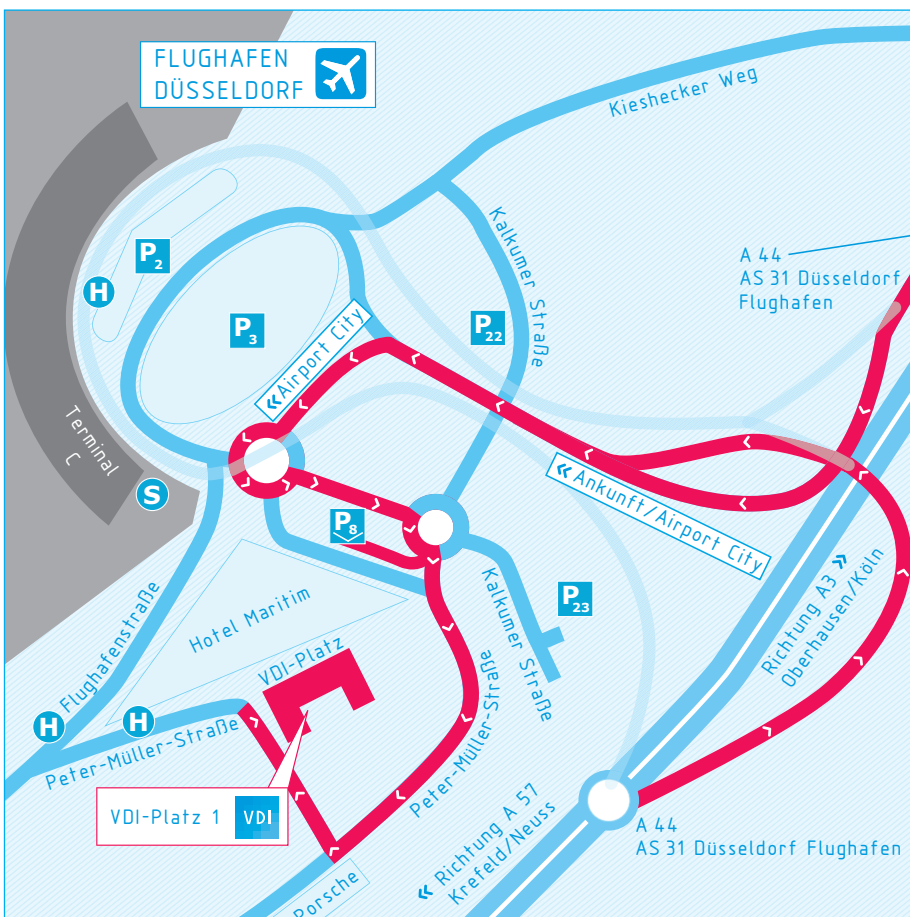 FLUGHAFEN
DÜSSELDORF
Kieshecker Weg
P2
H
P3
Kalkumer Straße
P22
A 44
AS 31 Düsseldorf
Flughafen
«Airport City
Terminal
C
S
P8
« Ankunft/Airport City
Flughafenstraße
Hotel Maritim
Kalkumer Straße
P23
Richtung A3 »
Oberhausen/Köln
VDI-Platz
Peter-Müller-Straße
H
H
Peter-Müller-Straße
VDI-Platz 1
VDI
« Richtung A 57
Krefeld/Neuss
A 44
AS 31 Düsseldorf Flughafen
Porsche